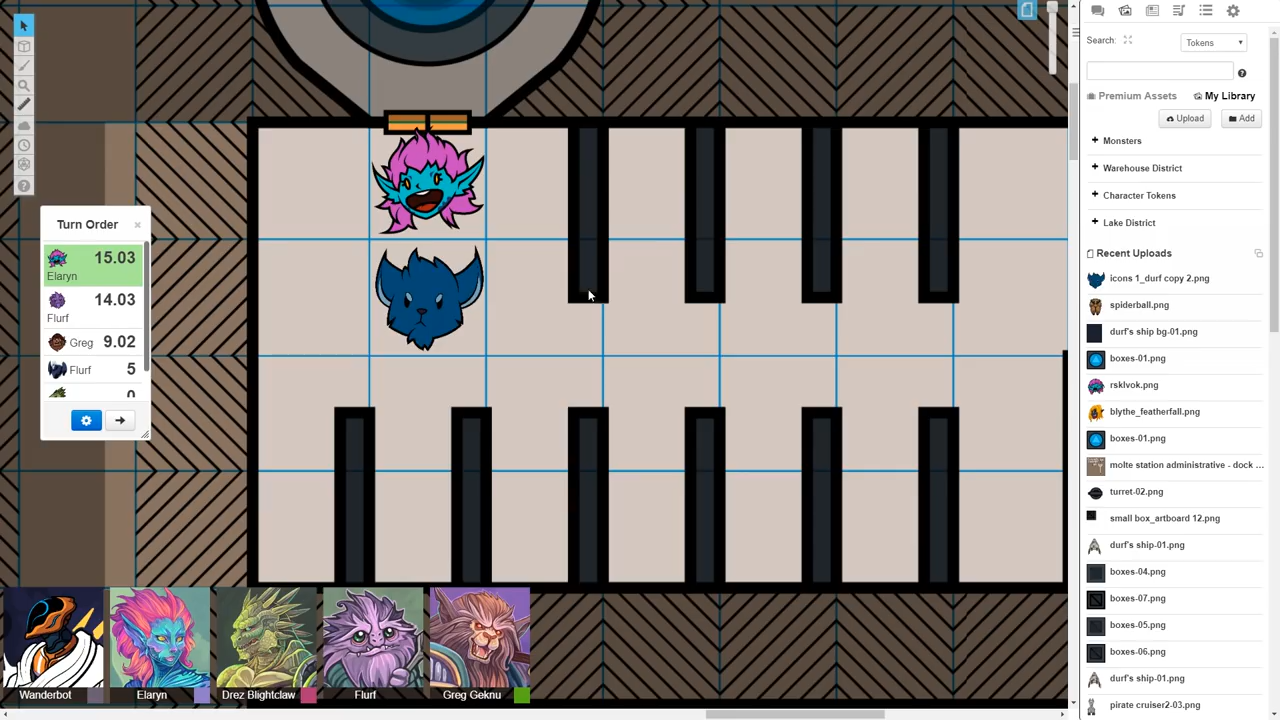 Search:
Tokens
Premium Assets
My Library
Upload
Add
Monsters
Warehouse District
Character Tokens
Lake District
Recent Uploads
icons 1_durf copy 2.png
spiderball.png
durf's ship bg-01.png
boxes-01.png
rsklvok.png
blythe_featherfall.png
boxes-01.png
molte station administrative - dock ...
turret-02.png
small box_artboard 12.png
durf's ship-01.png
boxes-04.png
boxes-07.png
boxes-05.png
boxes-06.png
durf's ship-01.png
pirate cruiser2-03.png
Turn Order
15.03
Elaryn
14.03
Flurf
Greg 9.02
Flurf 5
Wanderbot
Elaryn
Drez Blightclaw
Flurf
Greg Geknu